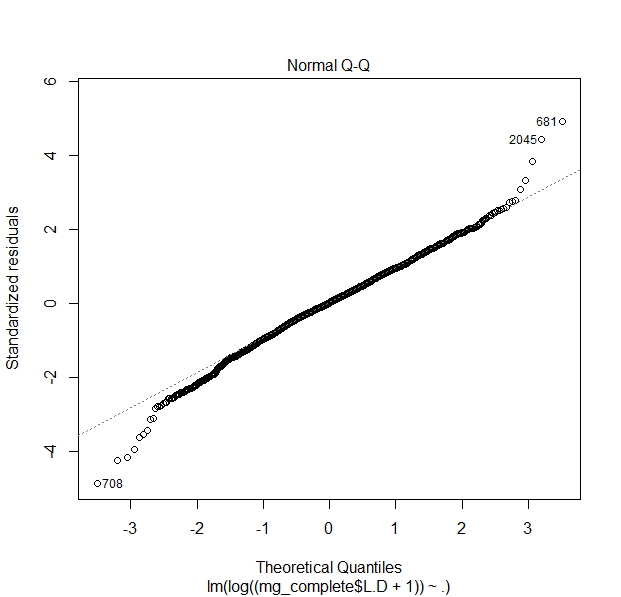 Normal Q-Q
6
4
2
0
-2
-4
Standardized residuals
681
2045
708
-3 -2 -1 0 1 2 3
Theoretical Quantiles
lm(log((mg_complete$L.D + 1)) ~ .)